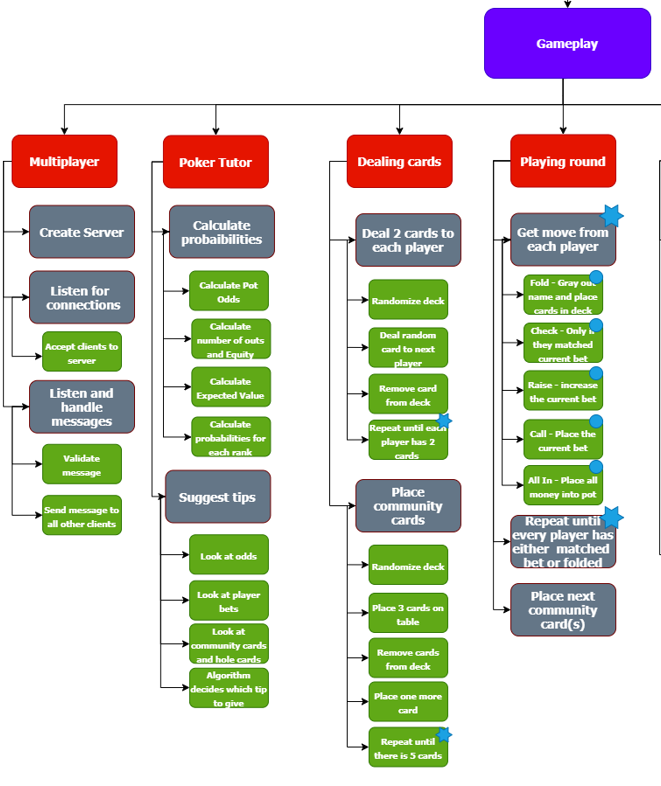 Gameplay
Multiplayer
Create Server
Listen for
connections
Accept clients to
server
Listen and
handle
messages
Validate
message
Send message to
all other clients
Poker Tutor
Calculate
probaibilities
Calculate Pot
Odds
Calculate
number of outs
and Equity
Calculate
Expected Value
Calculate
probabilities for
each rank
Suggest tips
Look at odds
Look at player
bets
Look at
community cards
and hole cards
Algorithm
decides which tip
to give
Dealing cards
Deal 2 cards to
each player
Randomize deck
Deal random
card to next
player
Remove card
from deck
Repeat until each
player has 2
cards
Place
community
cards
Randomize deck
Place 3 cards on
table
Remove cards
from deck
Place one more
card
Repeat until
there is 5 cards
Playing round
Get move from
each player
Fold - Gray out
name and place
cards in deck
Check - Only if
they matched
current bet
Raise - increase
the current bet
Call - Place the
current bet
All In - Place all
money into pot
Repeat until
every player has
either matched
bet or folded
Place next
community
card(s)